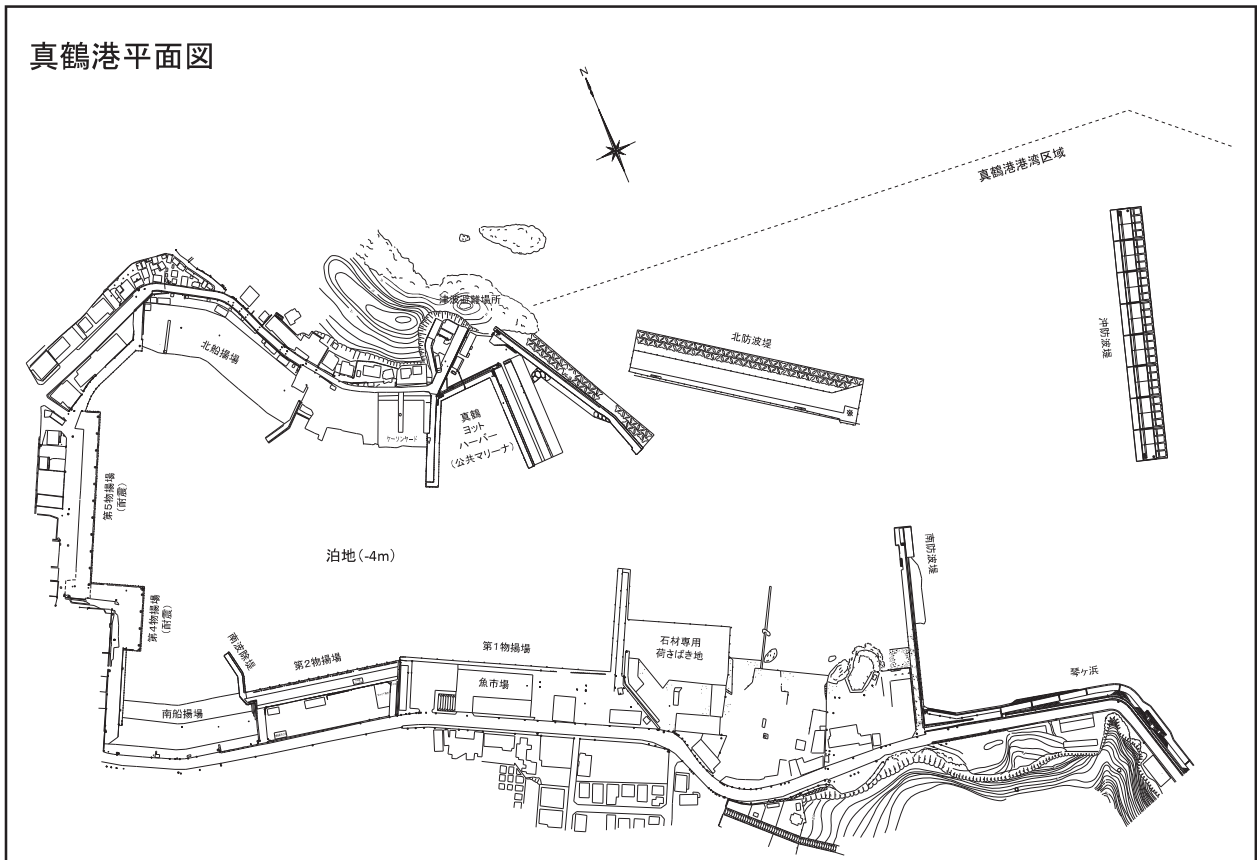 真鶴港平面図
N
真鶴港港湾区域
津波避難場所
北防波堤
沖防波堤
北船揚場
ケーソンヤード
真鶴
ヨット
ハーバー
(公共マリーナ)
第5物揚場
(耐震)
泊地(-4m)
南防波堤
第4物揚場
(耐震)
南波除堤
第2物揚場
第1物揚場
石材専用
荷さばき地
琴ヶ浜
魚市場
南船揚場